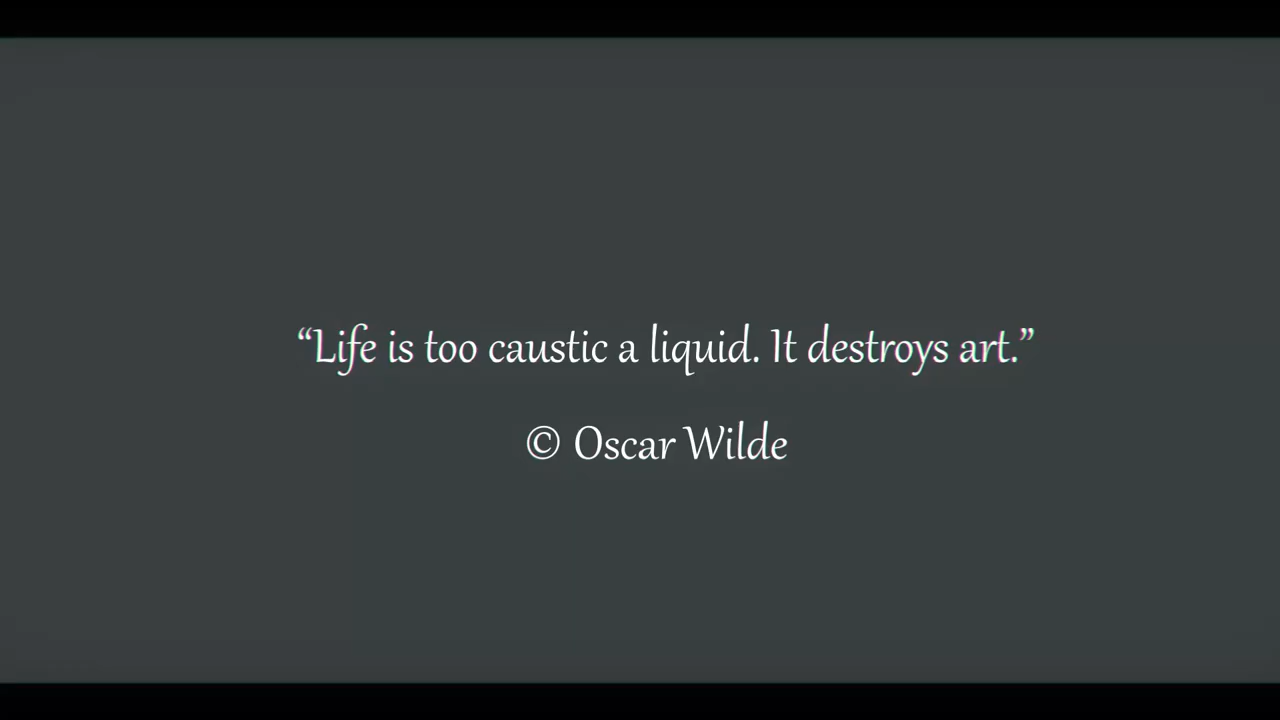 “Life is too caustic a liquid. It destroys art.”
© Oscar Wilde